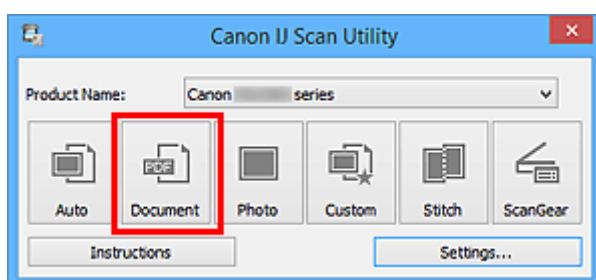 Canon IJ Scan Utility
Product Name: Canon series
PDF
Auto Document Photo Custom Stitch ScanGear
Instructions Settings...